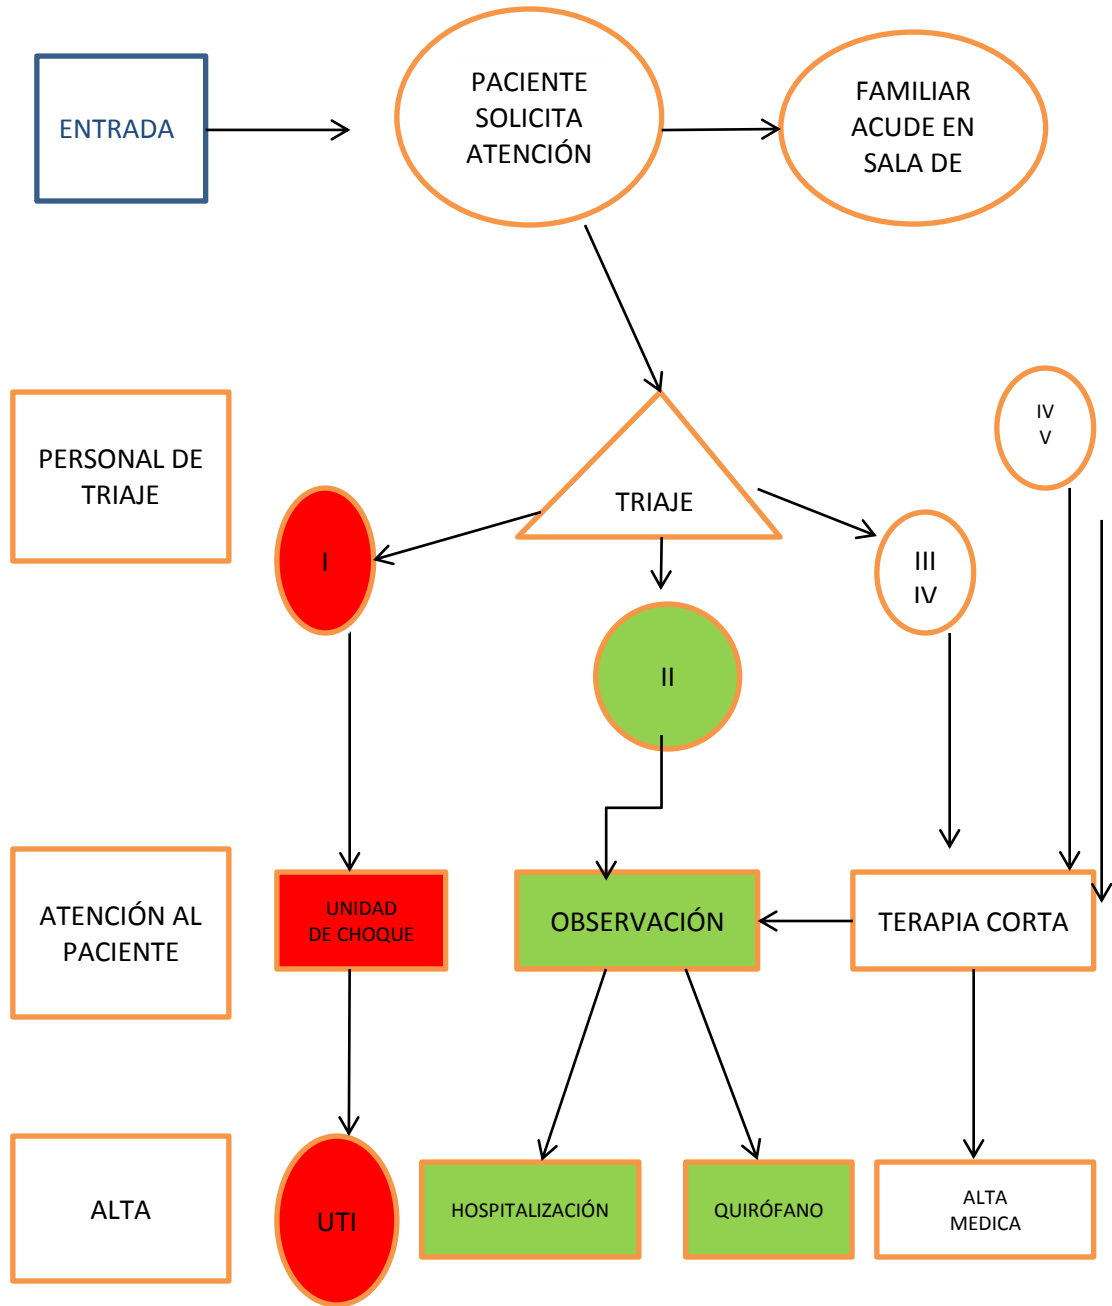 ENTRADA
PACIENTE
SOLICITA
ATENCIÓN
FAMILIAR
ACUDE EN
SALA DE
PERSONAL DE
TRIAJE
I
TRIAJE
II
III
IV
IV
V
ATENCIÓN AL
PACIENTE
UNIDAD
DE CHOQUE
OBSERVACIÓN
TERAPIA CORTA
ALTA
UTI
HOSPITALIZACIÓN
QUIRÓFANO
ALTA
MEDICA